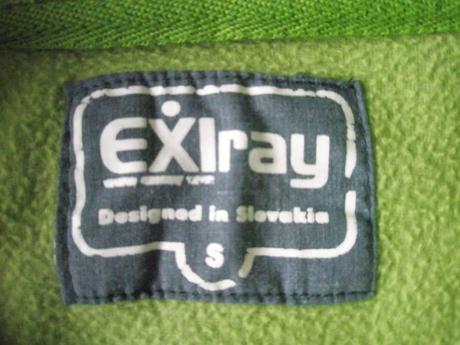 EXIray
Designed in Slovakia
S